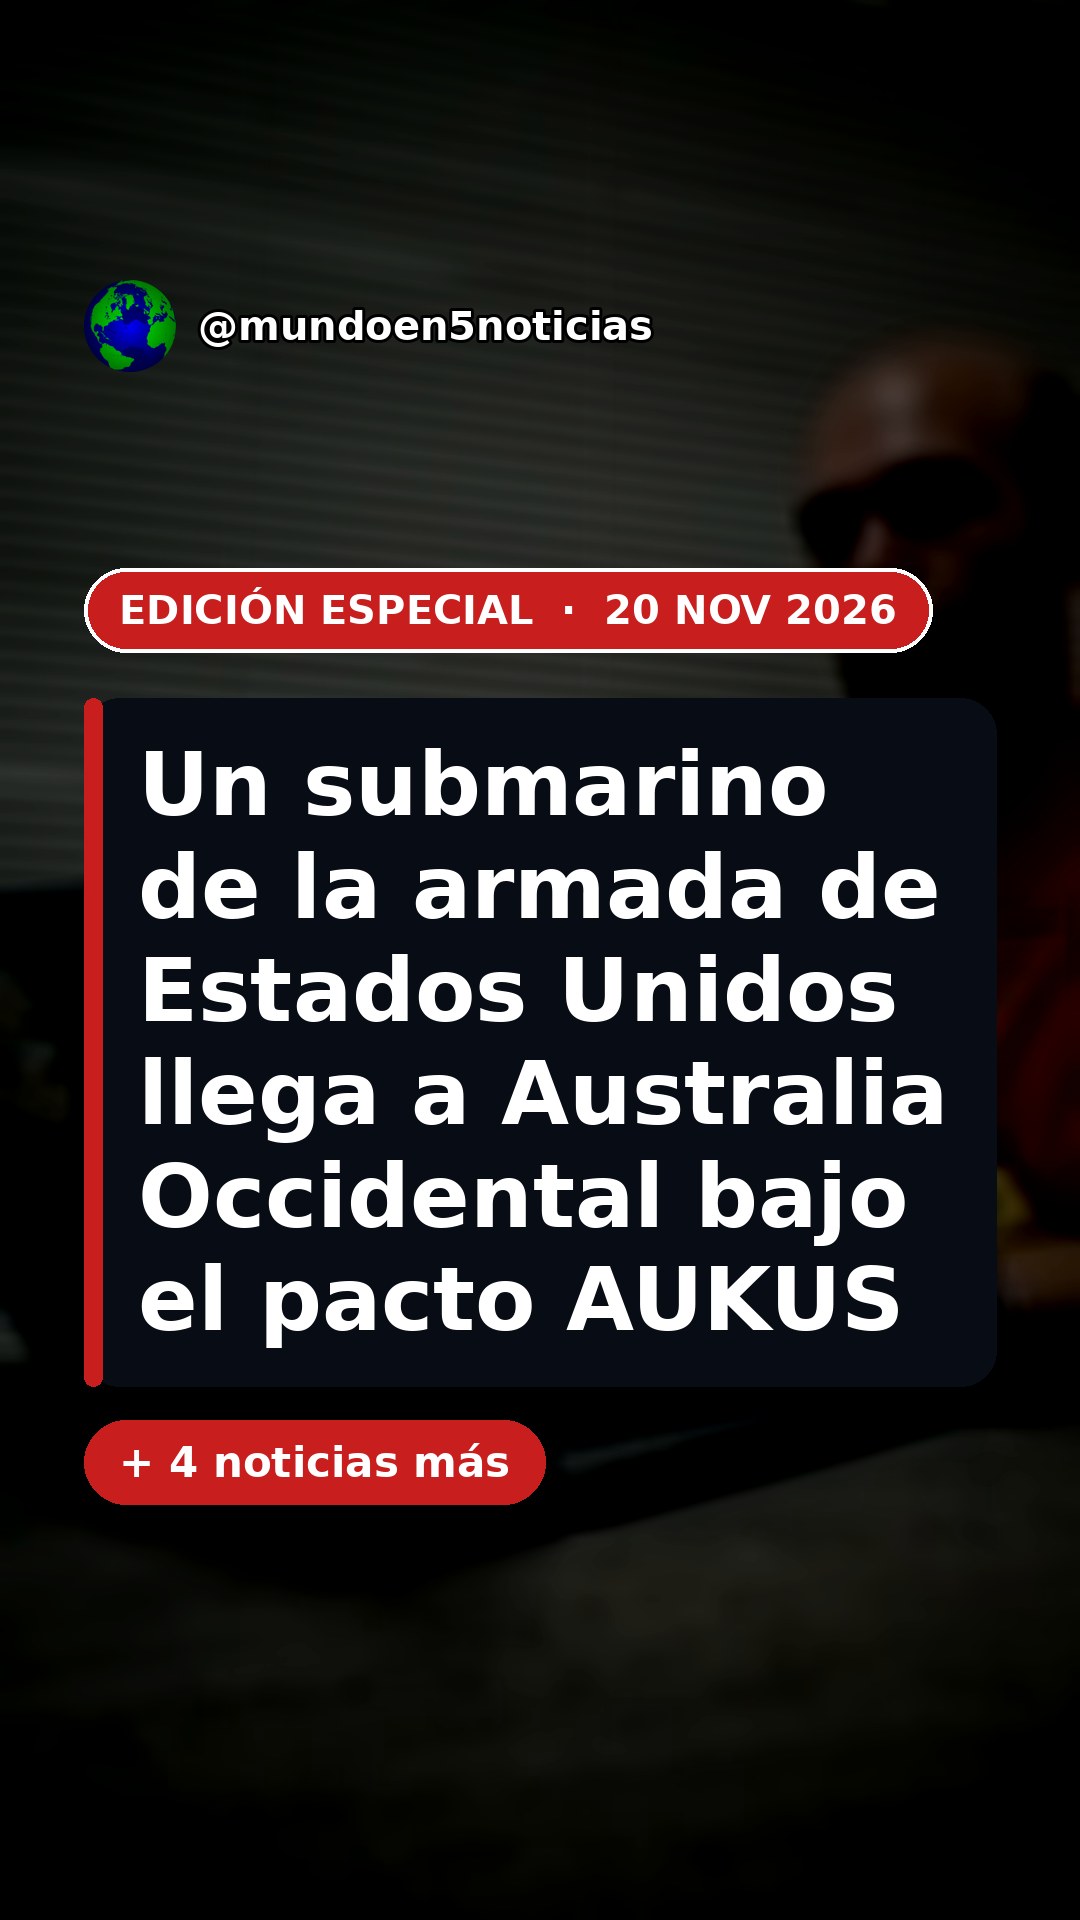 @mundoen5noticias
EDICIÓN ESPECIAL · 20 NOV 2026
Un submarino
de la armada de
Estados Unidos
llega a Australia
Occidental bajo
el pacto AUKUS
+ 4 noticias más